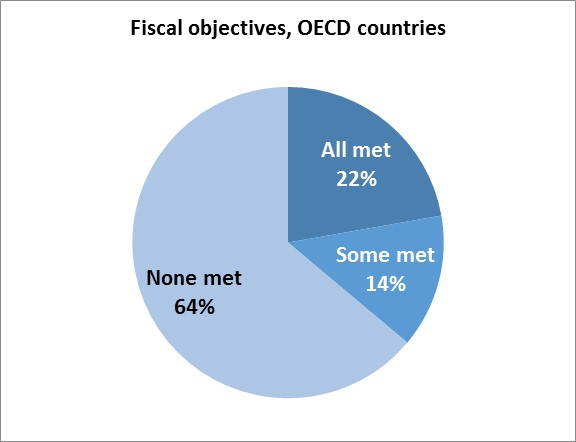 Fiscal objectives, OECD countries
All met
22%
Some met
14%
None met
64%